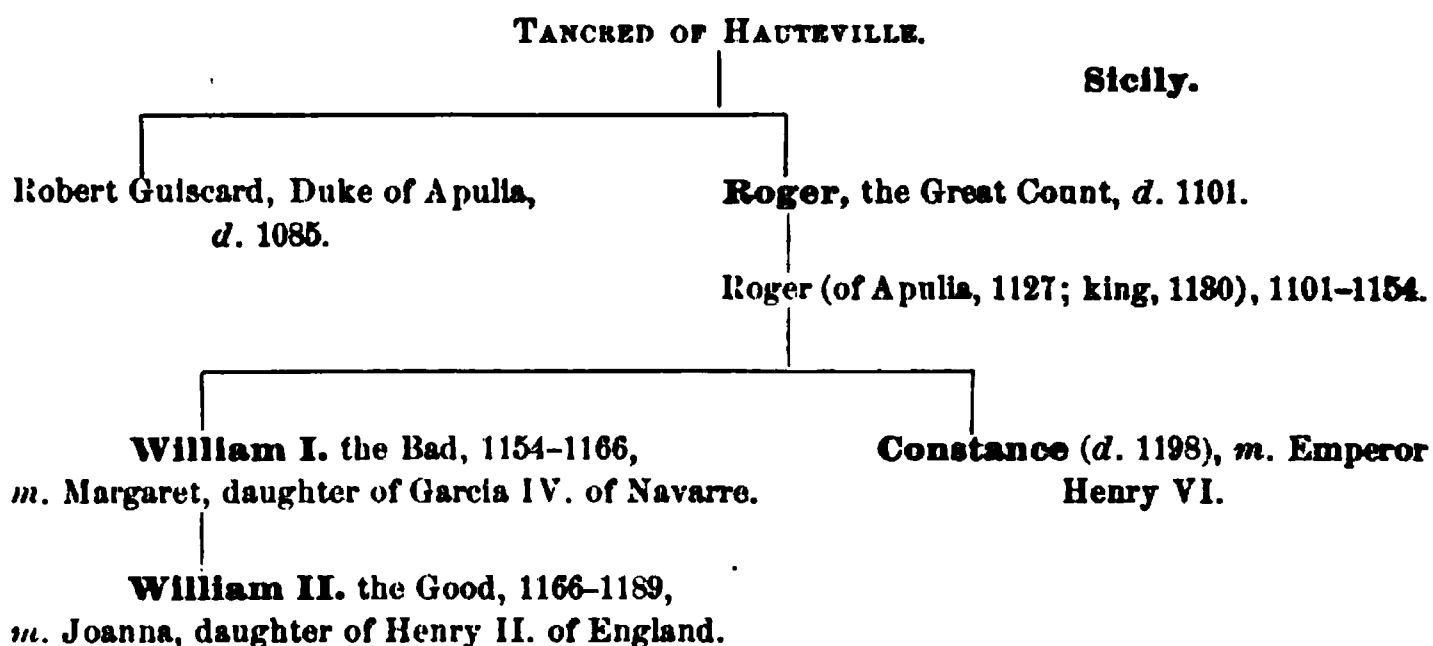 TANCRED OF HAUTEVILLE.
Sicily.
Robert Guiscard, Duke of Apulia,
d. 1085.
Roger, the Great Count, d. 1101.
Roger (of Apulia, 1127; king, 1130), 1101–1154.
William I. the Bad, 1154–1166,
m. Margaret, daughter of Garcia IV. of Navarre.
Constance (d. 1198), m. Emperor
Henry VI.
William II. the Good, 1166–1189,
m. Joanna, daughter of Henry II. of England.